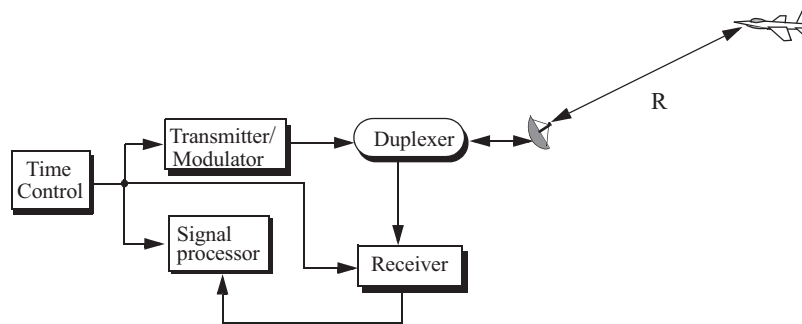 R
Transmitter/
Modulator
Duplexer
Time
Control
Signal
processor
Receiver